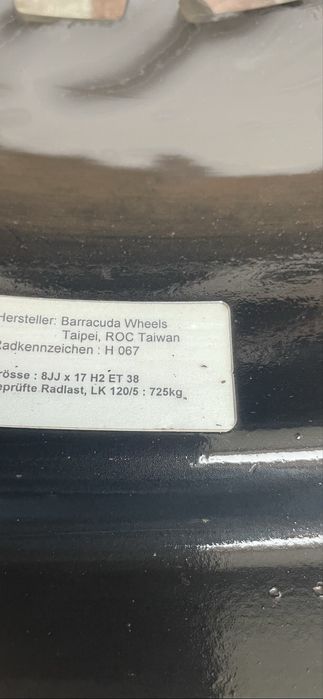 Hersteller: Barracuda Wheels
Taipei, ROC Taiwan
Radkennzeichen : H 067
rösse : 8JJ x 17 H2 ET 38
eprüfte Radlast, LK 120/5 : 725kg